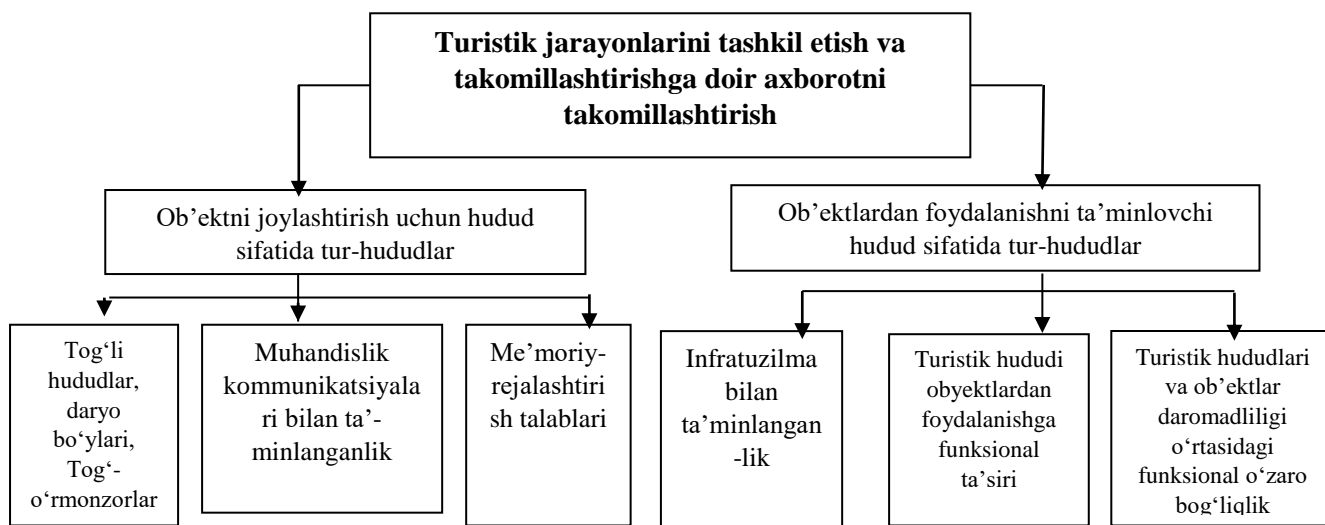 Turistik jarayonlarini tashkil etish va
takomillashtirishga doir axborotni
takomillashtirish
Ob’ektni joylashtirish uchun hudud
sifatida tur-hududlar
Ob’ektlardan foydalanishni ta’minlovchi
hudud sifatida tur-hududlar
Tog‘li
hududlar,
daryo
bo‘ylari,
Tog‘-
o‘rmonzorlar
Muhandislik
kommunikatsiyala
ri bilan ta’-
minlanganlik
Me’moriy-
rejalashtiri
sh talablari
Infratuzilma
bilan
ta’minlangan
-lik
Turistik hududi
obyektlardan
foydalanishga
funksional
ta’siri
Turistik hududlari
va ob’ektlar
daromadliligi
o‘rtasidagi
funksional o‘zaro
bog‘liqlik